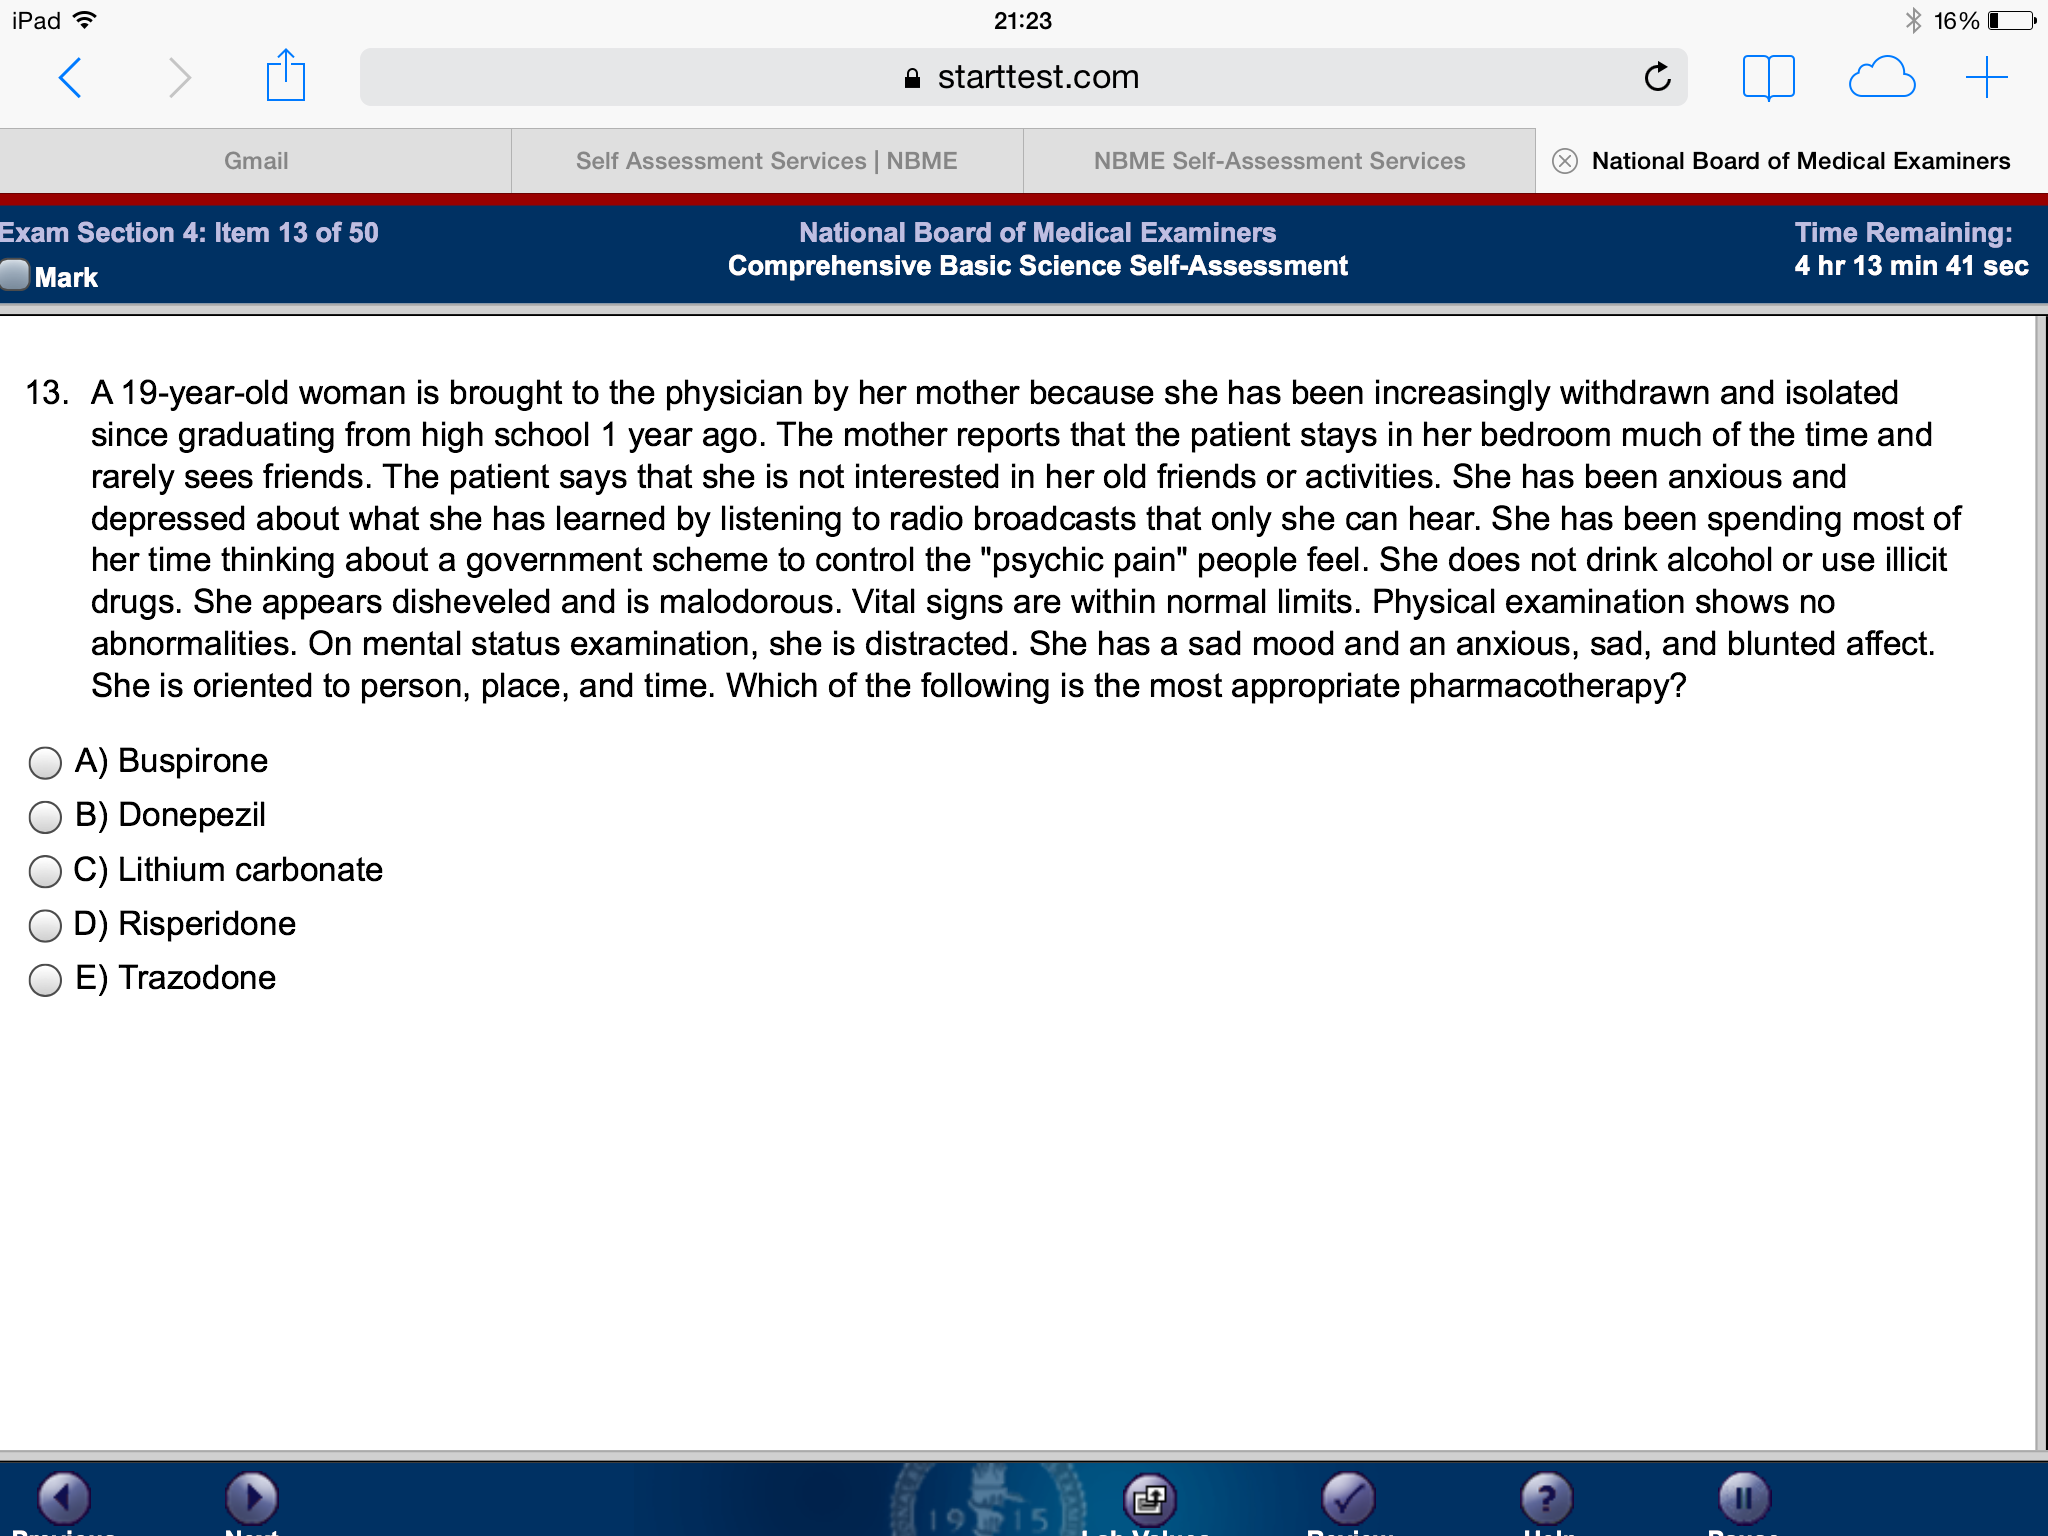 iPad 21:23 16%
starttest.com
Gmail Self Assessment Services | NBME NBME Self-Assessment Services National Board of Medical Examiners
Exam Section 4: Item 13 of 50 National Board of Medical Examiners Time Remaining:
Mark Comprehensive Basic Science Self-Assessment 4 hr 13 min 41 sec
13. A 19-year-old woman is brought to the physician by her mother because she has been increasingly withdrawn and isolated
since graduating from high school 1 year ago. The mother reports that the patient stays in her bedroom much of the time and
rarely sees friends. The patient says that she is not interested in her old friends or activities. She has been anxious and
depressed about what she has learned by listening to radio broadcasts that only she can hear. She has been spending most of
her time thinking about a government scheme to control the "psychic pain" people feel. She does not drink alcohol or use illicit
drugs. She appears disheveled and is malodorous. Vital signs are within normal limits. Physical examination shows no
abnormalities. On mental status examination, she is distracted. She has a sad mood and an anxious, sad, and blunted affect.
She is oriented to person, place, and time. Which of the following is the most appropriate pharmacotherapy?
A) Buspirone
B) Donepezil
C) Lithium carbonate
D) Risperidone
E) Trazodone
1915
Previous Next Lab Values Review Help Pause